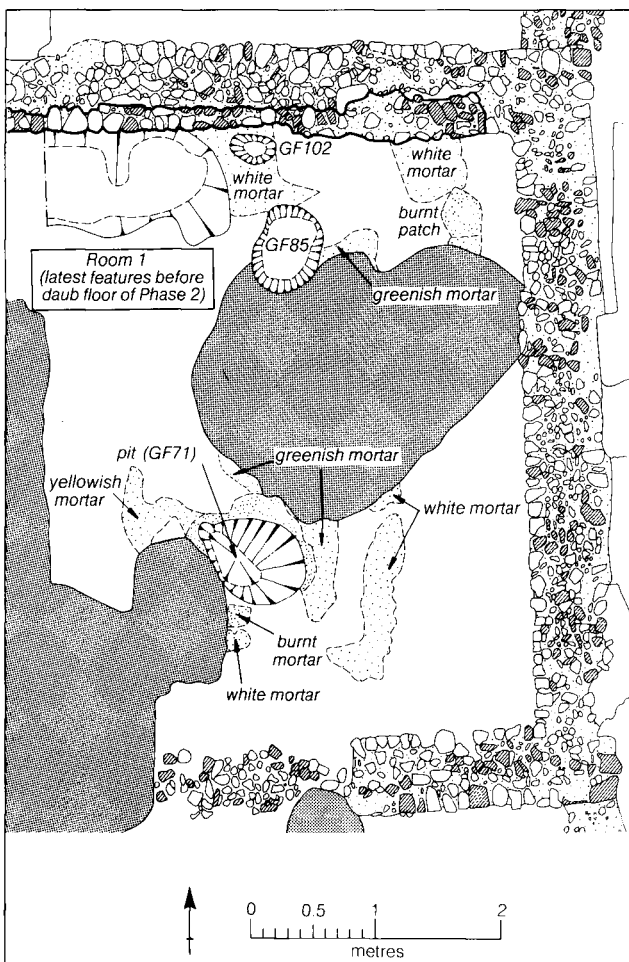 GF102
white
mortar
white
mortar
burnt
patch
GF85
Room 1
(latest features before
daub floor of Phase 2)
greenish mortar
pit (GF71)
greenish mortar
yellowish
mortar
white mortar
burnt
mortar
white mortar
0 0.5 1 2
metres